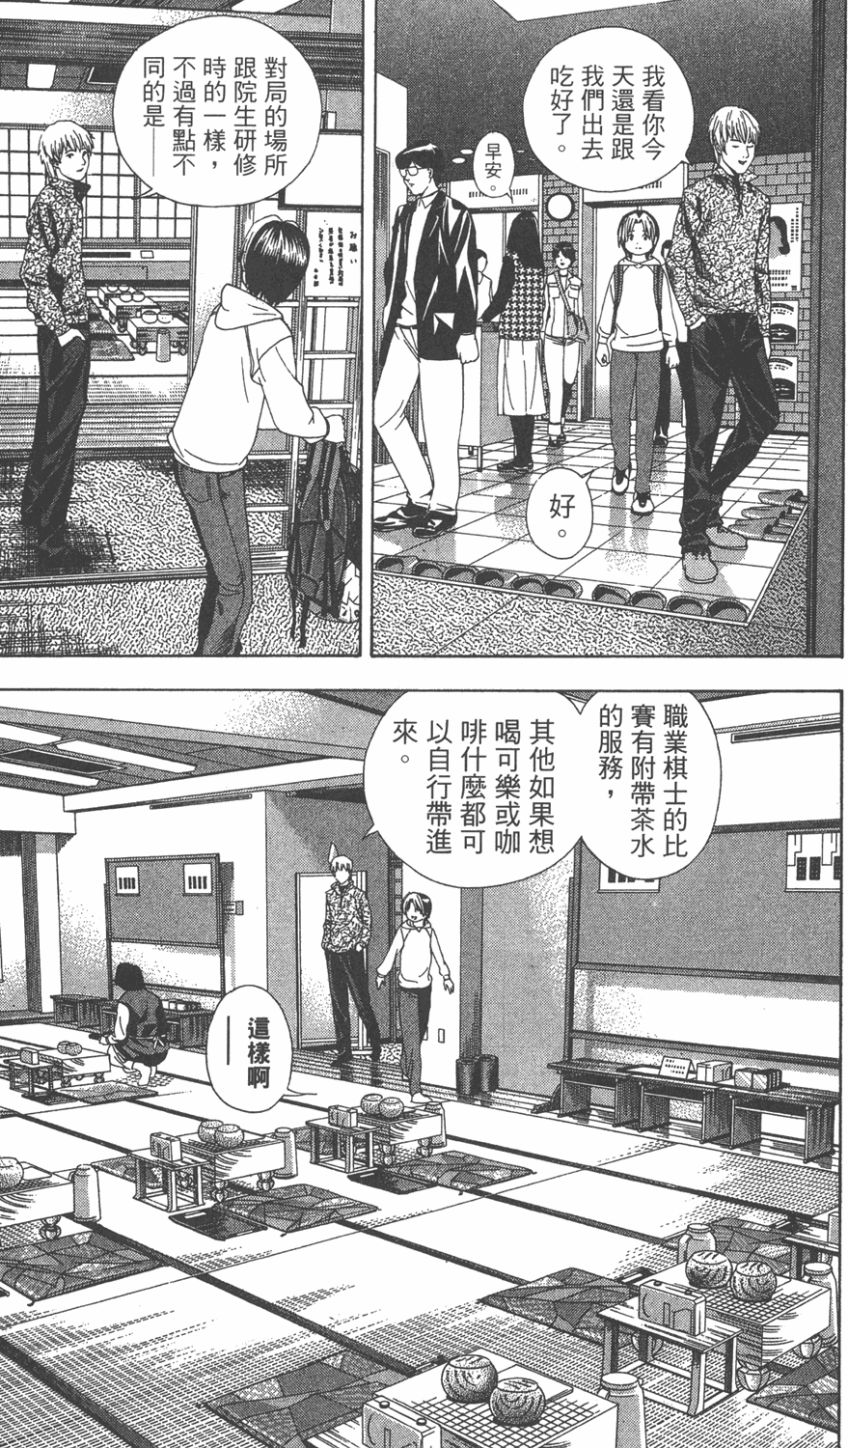 我看你今
天還是跟
我們出去
吃好了。
早安。
好。
對局的場所
跟院生研修
時的一樣，
不過有點不
同的是——
職業棋士的比
賽有附帶茶水
的服務，
其他如果想
喝可樂或咖
啡什麼都可
以自行帶進
來。
這樣啊
——